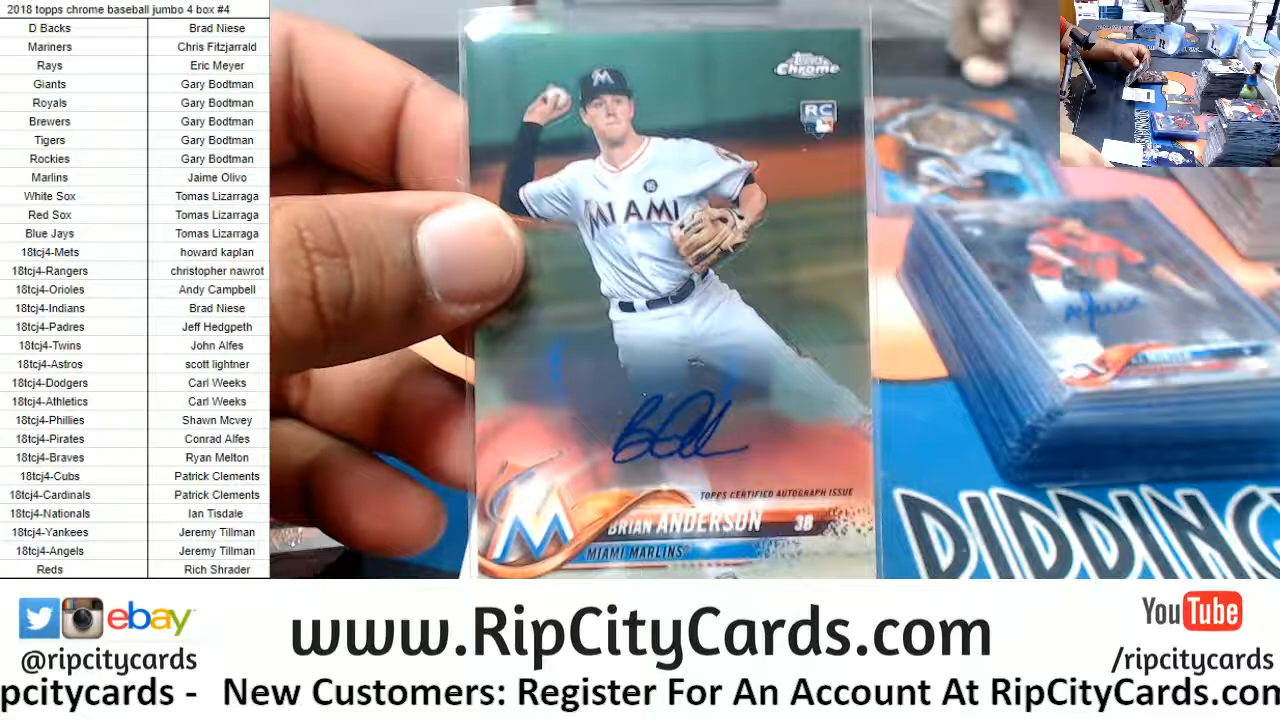 2018 topps chrome baseball jumbo 4 box #4
D Backs Brad Niese
Mariners Chris Fitzjarrald
Rays Eric Meyer
Giants Gary Bodtman
Royals Gary Bodtman
Brewers Gary Bodtman
Tigers Gary Bodtman
Rockies Gary Bodtman
Marlins Jaime Olivo
White Sox Tomas Lizarraga
Red Sox Tomas Lizarraga
Blue Jays Tomas Lizarraga
18tcj4-Mets howard kaplan
18tcj4-Rangers christopher nawrot
18tcj4-Orioles Andy Campbell
18tcj4-Indians Brad Niese
18tcj4-Padres Jeff Hedgpeth
18tcj4-Twins John Alfes
18tcj4-Astros scott lightner
18tcj4-Dodgers Carl Weeks
18tcj4-Athletics Carl Weeks
18tcj4-Phillies Shawn Mcvey
18tcj4-Pirates Conrad Alfes
18tcj4-Braves Ryan Melton
18tcj4-Cubs Patrick Clements
18tcj4-Cardinals Patrick Clements
18tcj4-Nationals Ian Tisdale
18tcj4-Yankees Jeremy Tillman
18tcj4-Angels Jeremy Tillman
Reds Rich Shrader
Topps
Chrome
RC
M
16
MIAMI
TOPPS CERTIFIED AUTOGRAPH ISSUE
M
BRIAN ANDERSON 3B
MIAMI MARLINS
DIDDING
ebay
@ripcitycards
www.RipCityCards.com
YouTube
/ripcitycards
pcitycards - New Customers: Register For An Account At RipCityCards.com